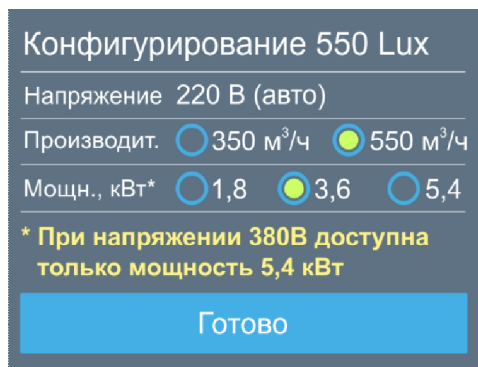 Конфигурирование 550 Lux
Напряжение 220 В (авто)
Производит. 350 м³/ч 550 м³/ч
Мощн., кВт* 1,8 3,6 5,4
* При напряжении 380В доступна
только мощность 5,4 кВт
Готово